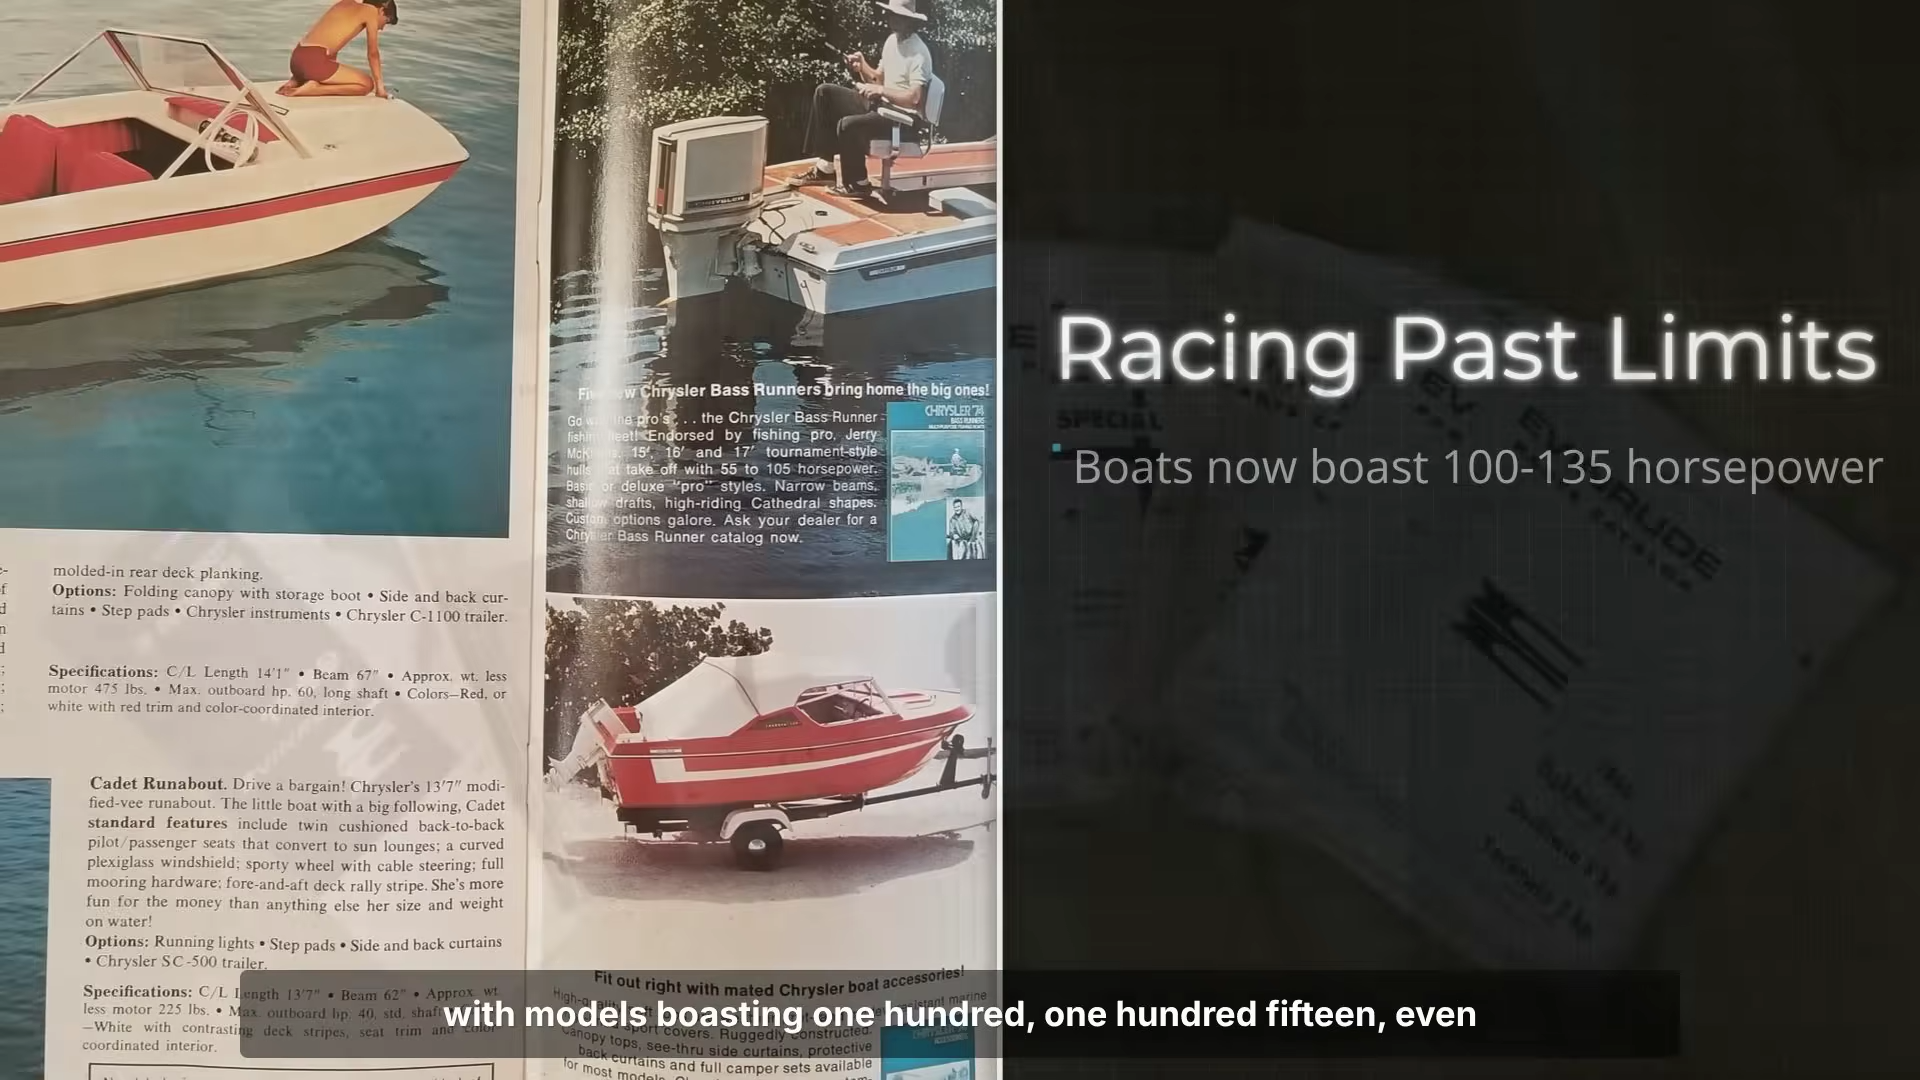 molded-in rear deck planking.
Options: Folding canopy with storage boot • Side and back cur-
tains • Step pads • Chrysler instruments • Chrysler C-1100 trailer.
Specifications: C/L Length 14'1" • Beam 67" • Approx. wt. less
motor 475 lbs. • Max. outboard hp. 60, long shaft • Colors—Red, or
white with red trim and color-coordinated interior.
Cadet Runabout. Drive a bargain! Chrysler's 13'7" modi-
fied-vee runabout. The little boat with a big following, Cadet
standard features include twin cushioned back-to-back
pilot/passenger seats that convert to sun lounges; a curved
plexiglass windshield; sporty wheel with cable steering; full
mooring hardware; fore-and-aft deck rally stripe. She's more
fun for the money than anything else her size and weight
on water!
Options: Running lights • Step pads • Side and back curtains
• Chrysler SC-500 trailer.
Specifications: C/L Length 13'7" • Beam 62" • Approx. wt.
less motor 225 lbs. • Max. outboard hp. 40, std. shaft
—White with contrasting deck stripes, seat trim and color-
coordinated interior.
CHRYSLER
Chrysler Bass Runners bring home the big ones!
Go the pro's . . . the Chrysler Bass Runner
fishing fleet! Endorsed by fishing pro, Jerry
15', 16' and 17' tournament-style
hulls that take off with 55 to 105 horsepower.
Basic or deluxe "pro" styles. Narrow beams,
shallow drafts, high-riding Cathedral shapes.
Custom options galore. Ask your dealer for a
Chrysler Bass Runner catalog now.
CHRYSLER '74
BASS RUNNERS
Fit out right with mated Chrysler boat accessories!
marine
sport covers. Ruggedly constructed.
Canopy tops, see-thru side curtains, protective
back curtains and full camper sets available
for most models.
Racing Past Limits
Boats now boast 100-135 horsepower
SPECIAL
EVINRUDE
with models boasting one hundred, one hundred fifteen, even